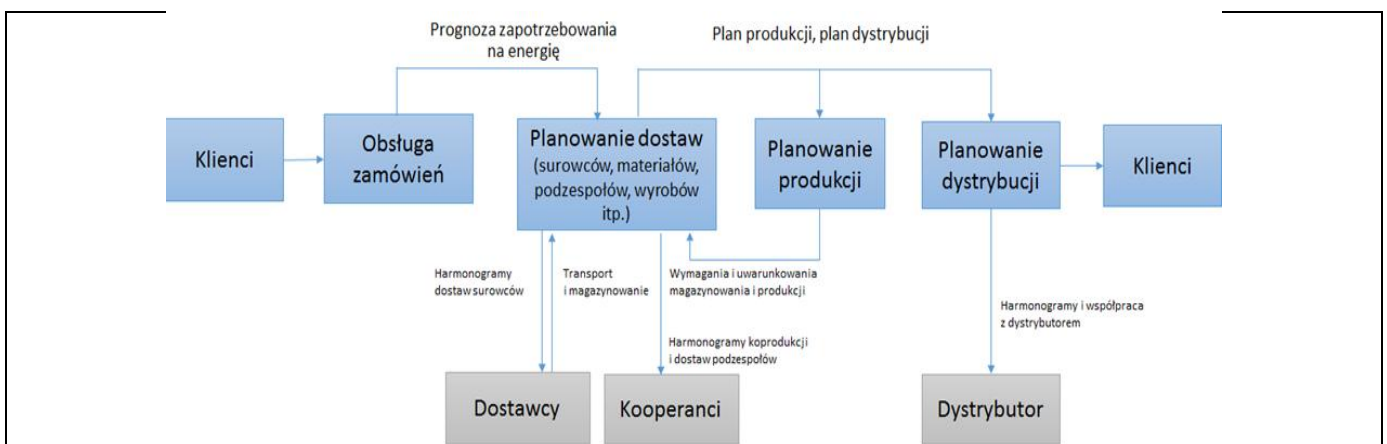 Prognoza zapotrzebowania
na energię
Plan produkcji, plan dystrybucji
Klienci
Obsługa
zamówień
Planowanie dostaw
(surowców, materiałów,
podzespołów, wyrobów
itp.)
Planowanie
produkcji
Planowanie
dystrybucji
Klienci
Harmonogramy
dostaw surowców
Transport
i magazynowanie
Wymagania i uwarunkowania
magazynowania i produkcji
Harmonogramy koprodukcji
i dostaw podzespołów
Harmonogramy i współpraca
z dystrybutorem
Dostawcy
Kooperanci
Dystrybutor